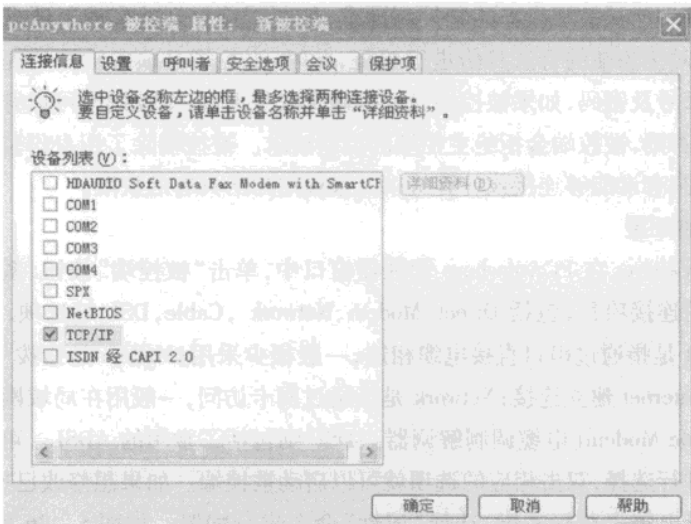 pcAnywhere 被控端 属性： 新被控端
连接信息 设置 呼叫者 安全选项 会议 保护项
选中设备名称左边的框，最多选择两种连接设备。
要自定义设备，请单击设备名称并单击“详细资料”。
设备列表(V)：
HDAUDIO Soft Data Fax Modem with SmartCP
详细资料(D)...
COM1
COM2
COM3
COM4
SPX
NetBIOS
TCP/IP
ISDN 经 CAPI 2.0
确定 取消 帮助